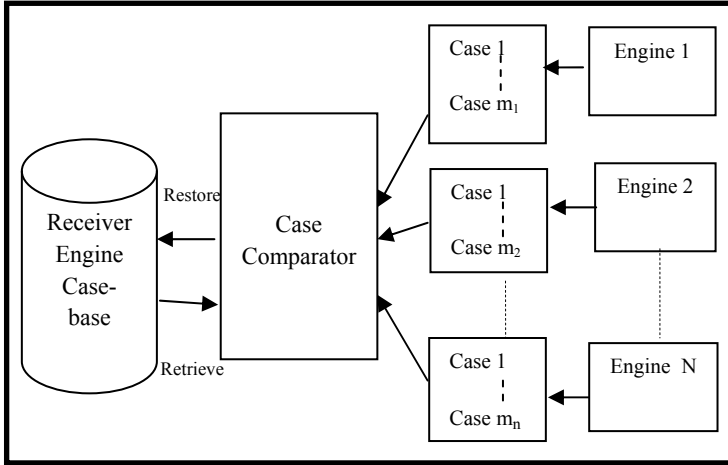 Case 1
Case m₁
Engine 1
Case 1
Case m₂
Engine 2
Restore
Receiver
Engine
Case-
base
Case
Comparator
Retrieve
Case 1
Case mₙ
Engine N